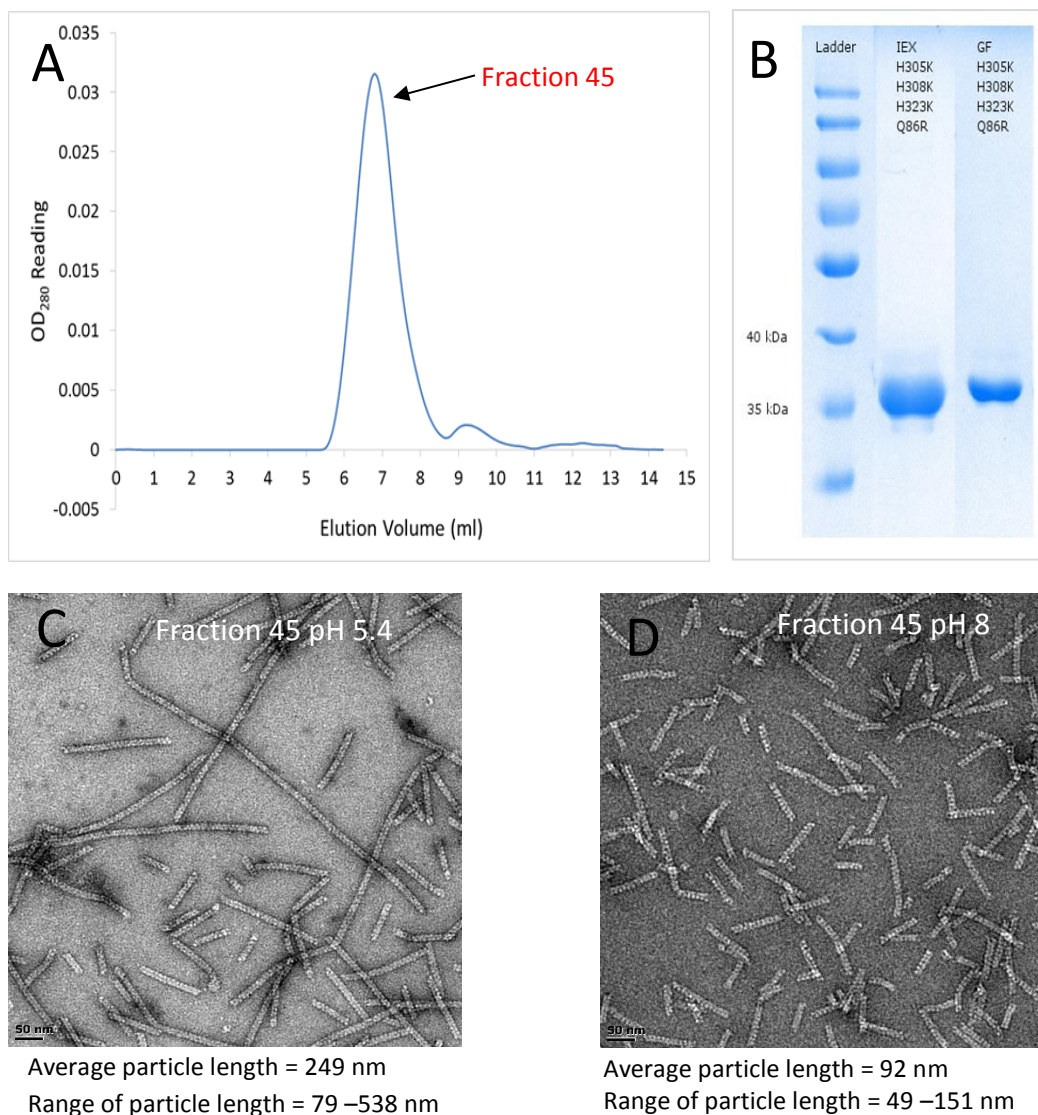 A
Fraction 45
0.035
0.03
0.025
0.02
0.015
0.01
0.005
0
-0.005
OD280 Reading
0 1 2 3 4 5 6 7 8 9 10 11 12 13 14 15
Elution Volume (ml)
B
Ladder
IEX
H305K
H308K
H323K
Q86R
GF
H305K
H308K
H323K
Q86R
40 kDa
35 kDa
C
Fraction 45 pH 5.4
50 nm
Average particle length = 249 nm
Range of particle length = 79 –538 nm
D
Fraction 45 pH 8
50 nm
Average particle length = 92 nm
Range of particle length = 49 –151 nm